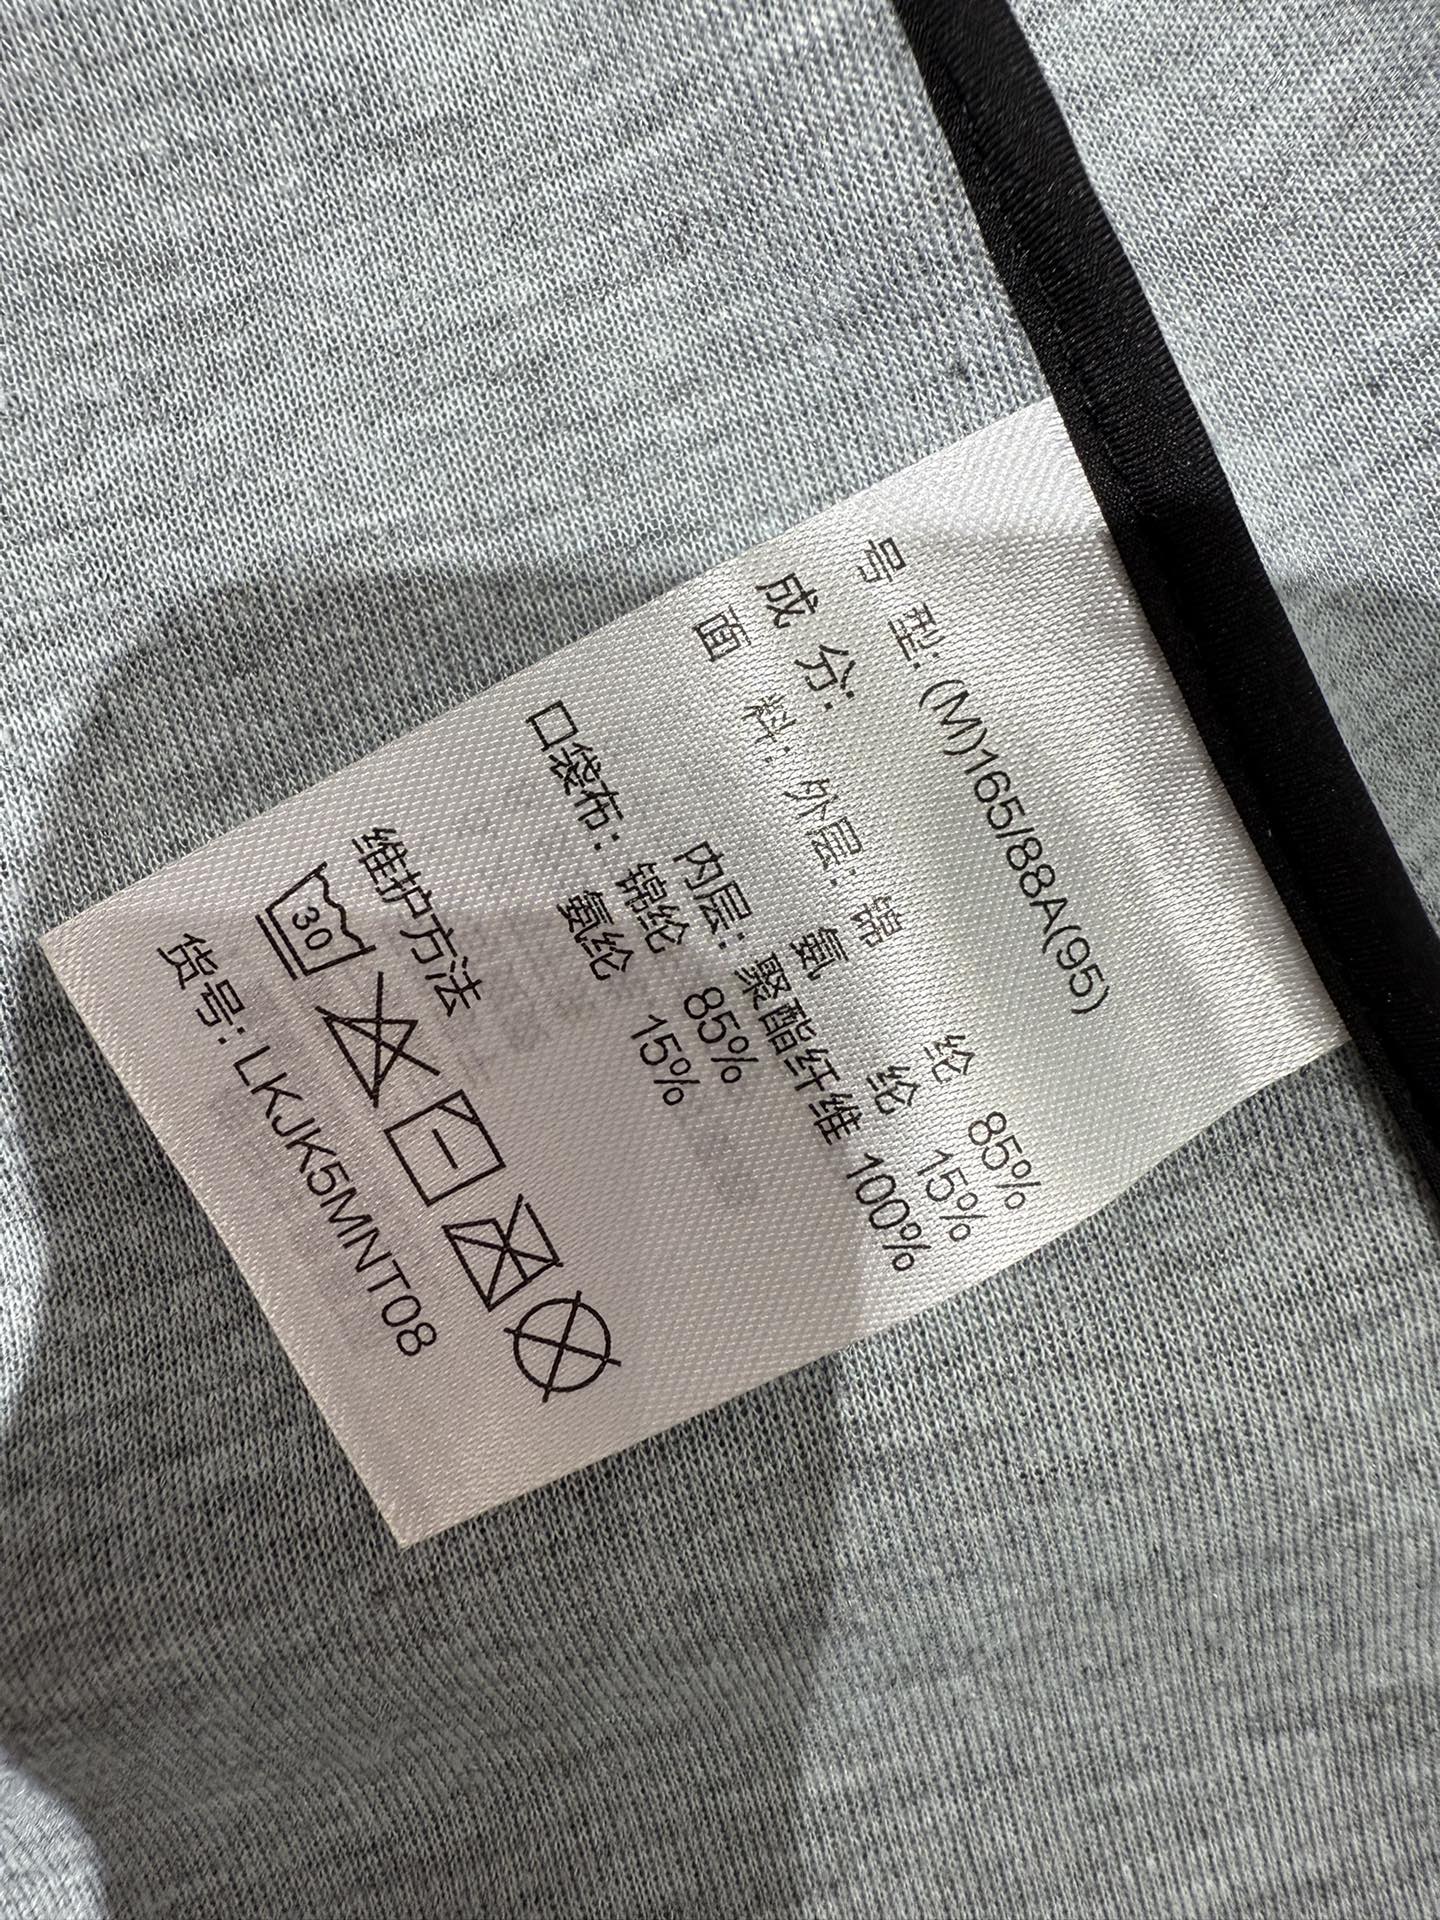 号 型: (M)165/88A(95)
成 分:
面 料: 外层: 锦 纶 85%
氨 纶 15%
内层: 聚酯纤维 100%
口袋布: 锦纶 85%
氨纶 15%
维护方法
30
货号: LKJK5MNT08